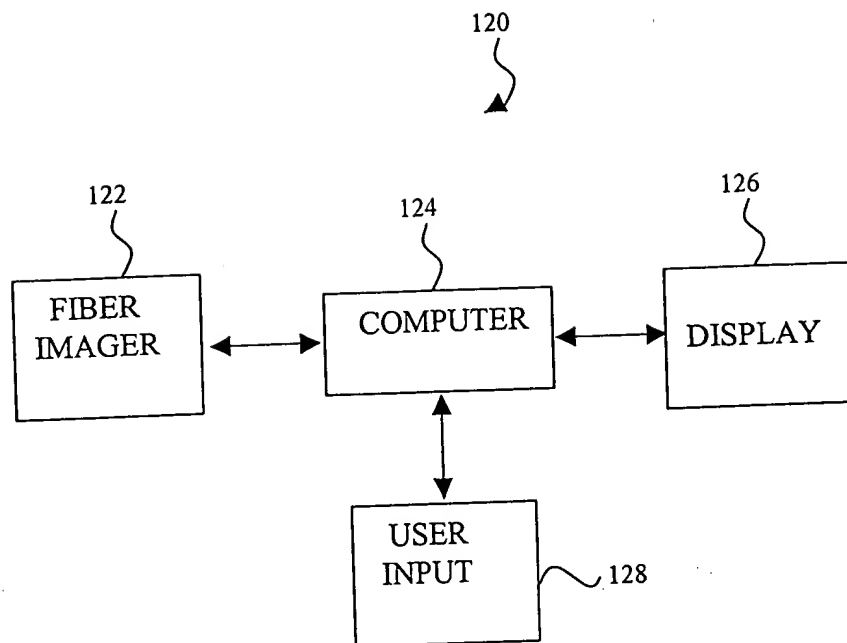 120
122
124
126
FIBER
IMAGER
COMPUTER
DISPLAY
USER
INPUT
128